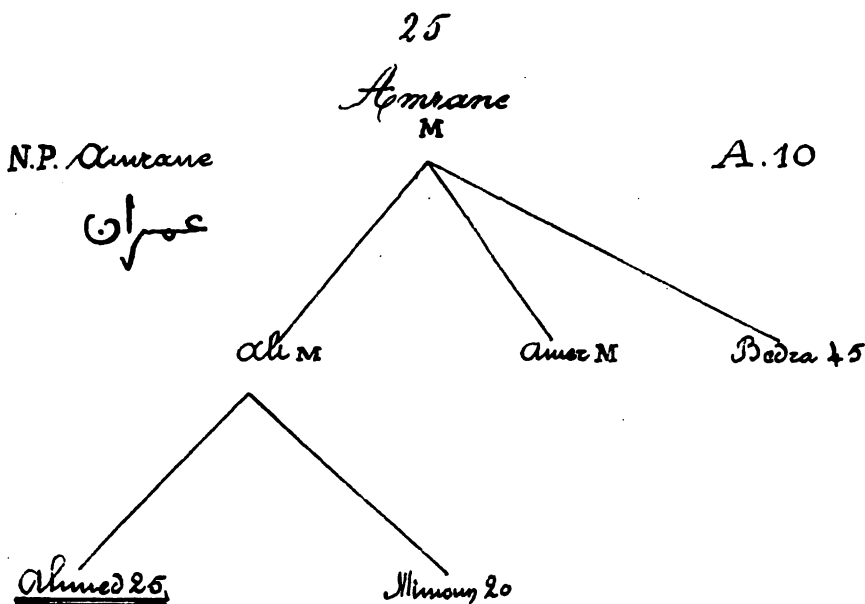 25
Amrane
M
N.P. Amrane
A.10
عمران
Ali M
Amer M
Bedra 45
Ahmed 25
Mimoun 20